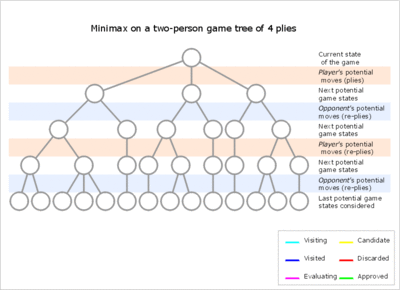 Minimax on a two-person game tree of 4 plies
Current state
of the game
Player's potential
moves (plies)
Next potential
game states
Opponent's potential
moves (re-plies)
Next potential
game states
Player's potential
moves (re-plies)
Next potential
game states
Opponent's potential
moves (re-plies)
Last potential game
states considered
Visiting
Candidate
Visited
Discarded
Evaluating
Approved